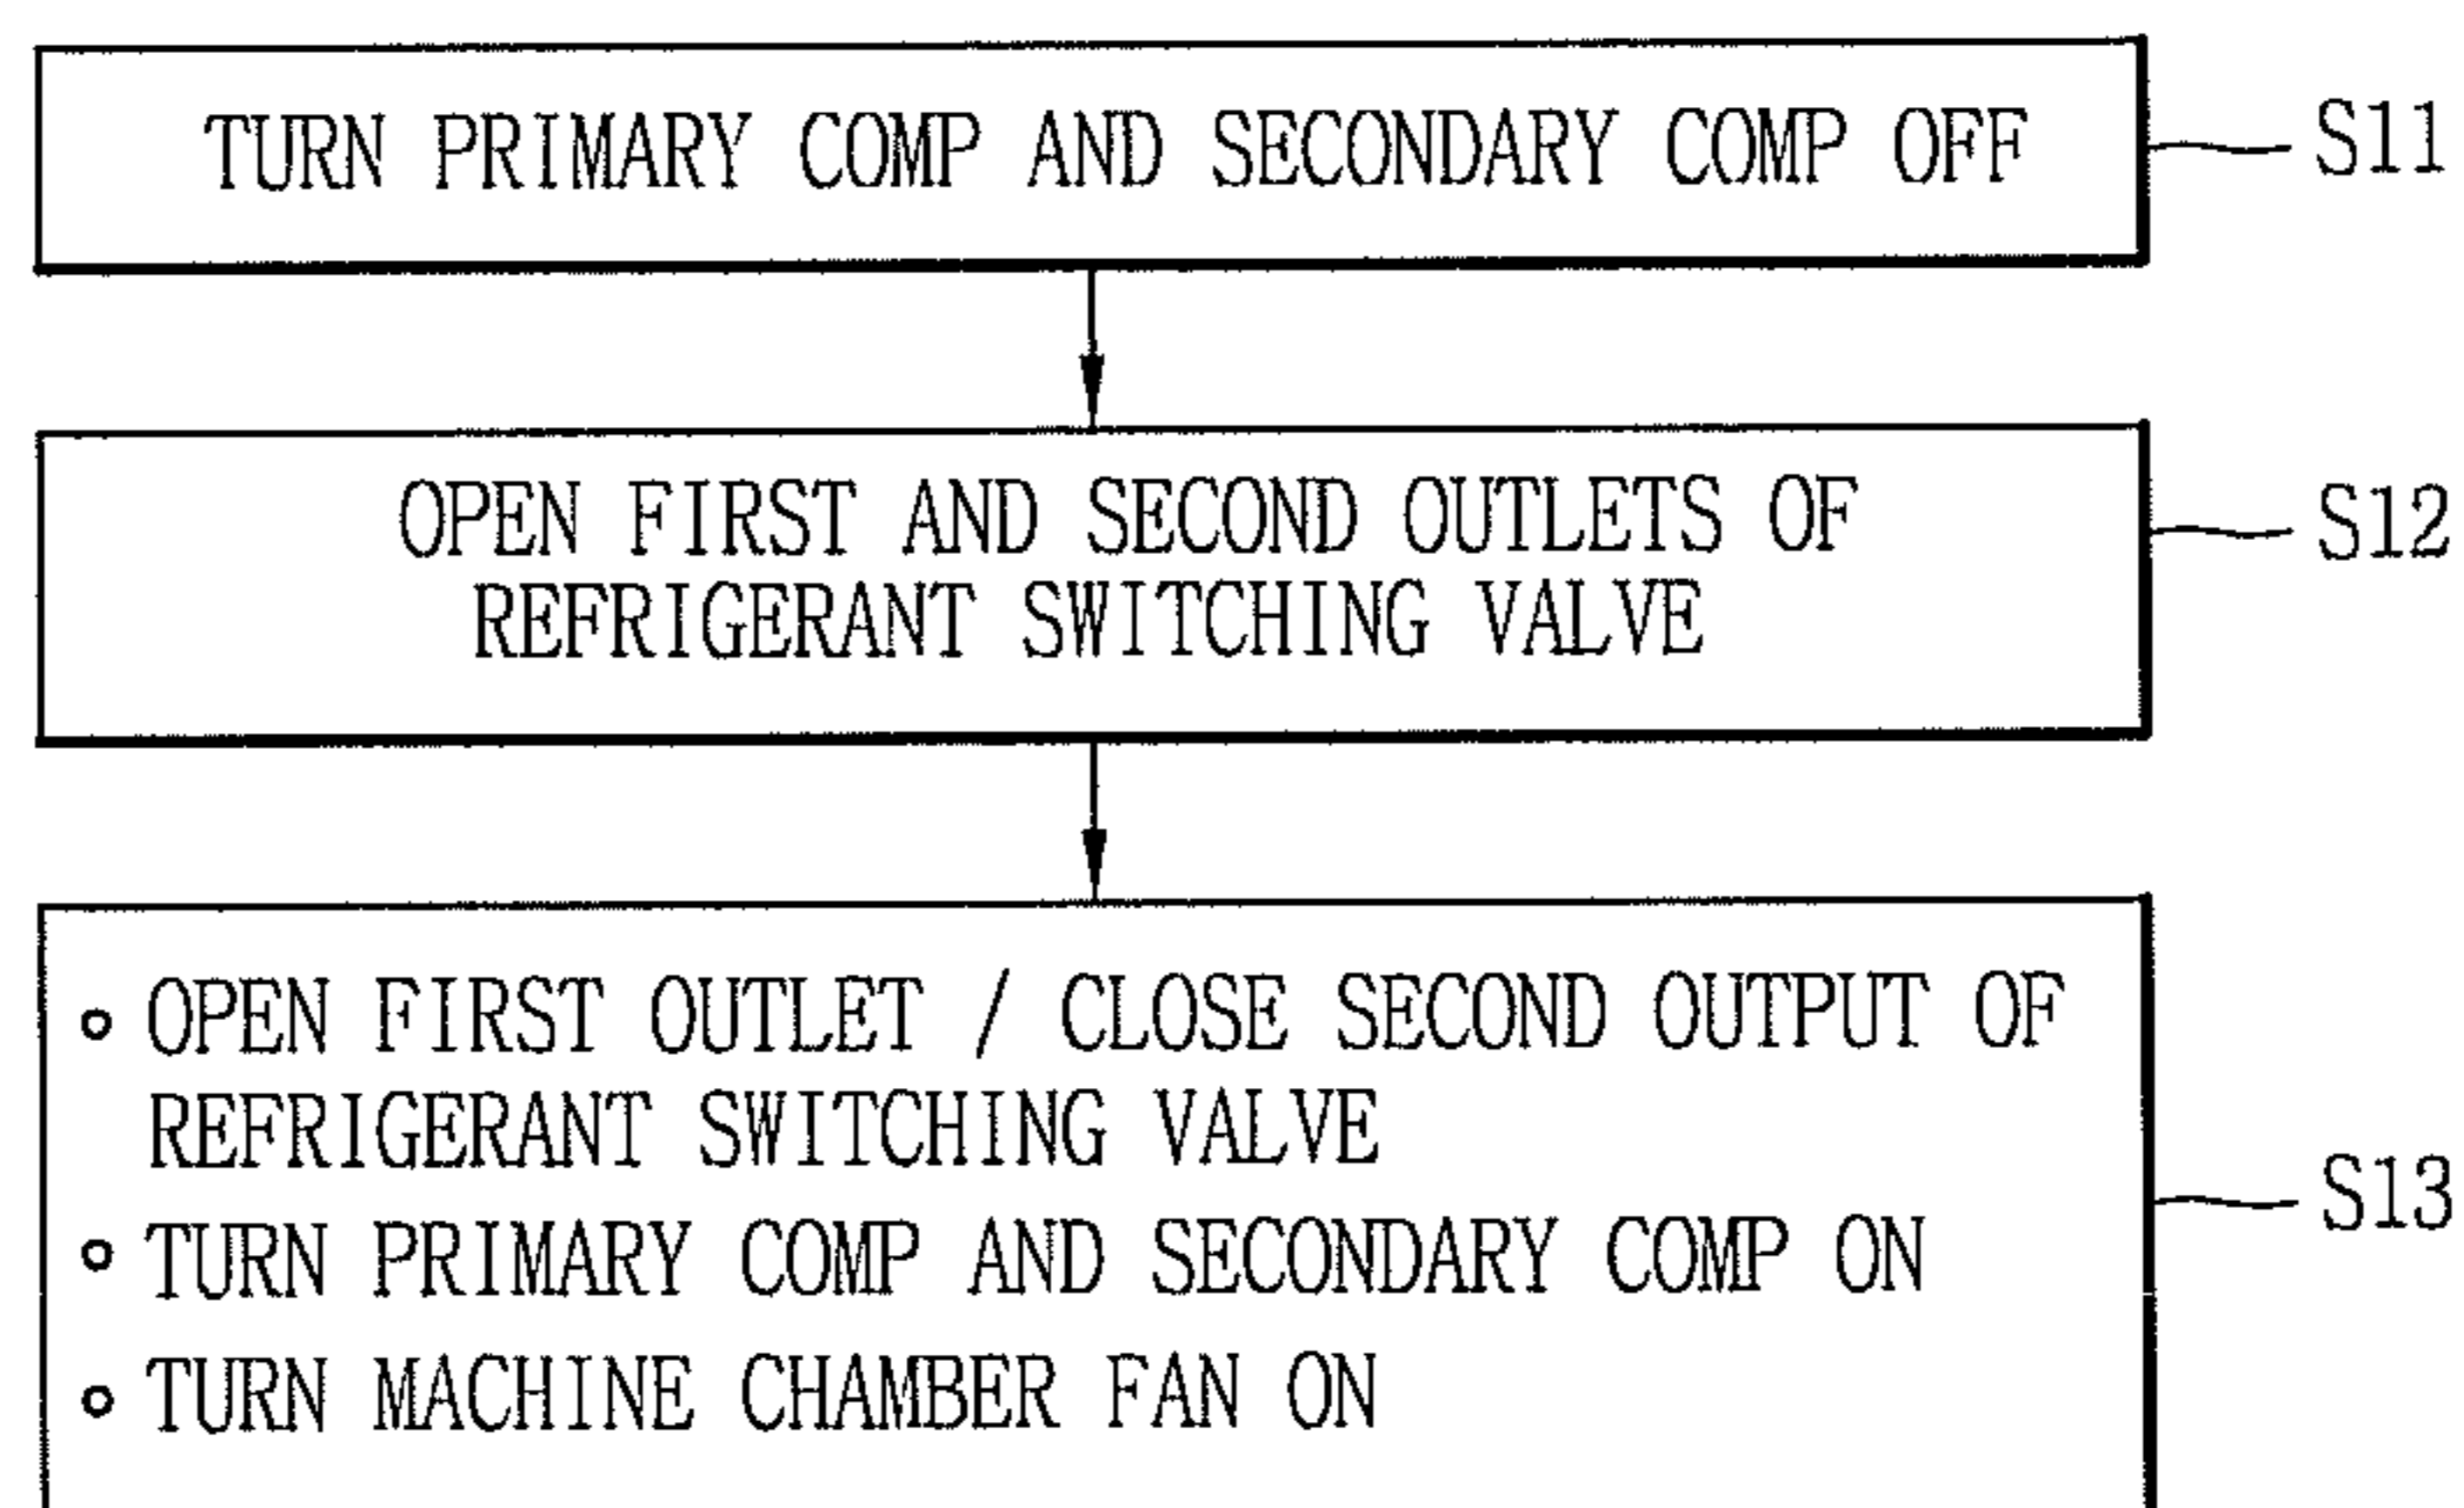 TURN PRIMARY COMP AND SECONDARY COMP OFF
S11
OPEN FIRST AND SECOND OUTLETS OF
REFRIGERANT SWITCHING VALVE
S12
OPEN FIRST OUTLET / CLOSE SECOND OUTPUT OF
REFRIGERANT SWITCHING VALVE
TURN PRIMARY COMP AND SECONDARY COMP ON
TURN MACHINE CHAMBER FAN ON
S13